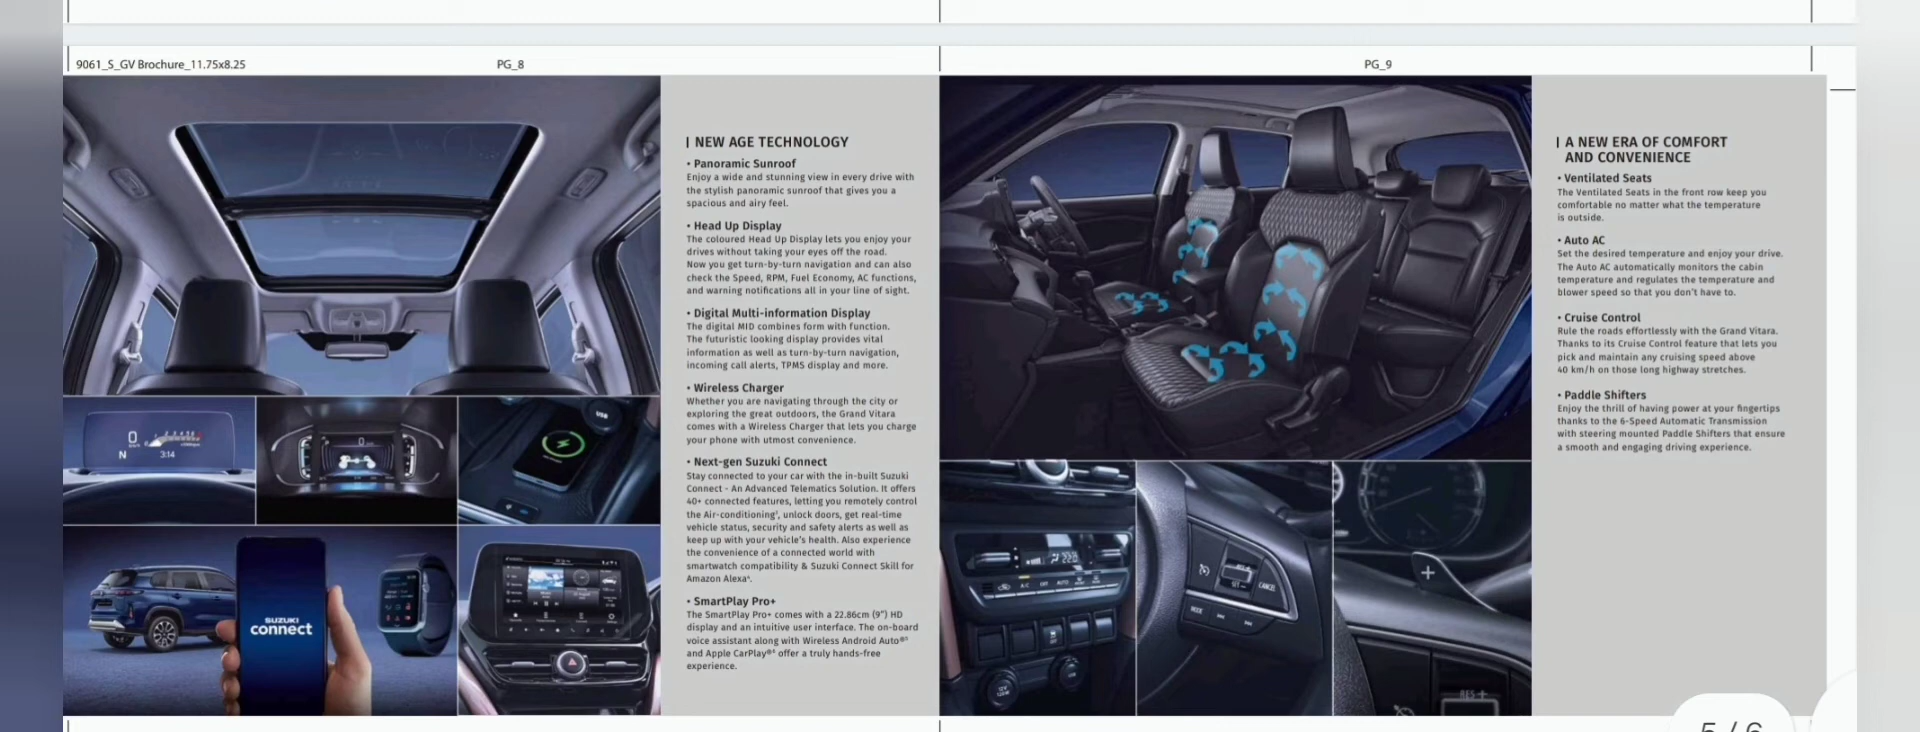 9061_S_GV Brochure_11.75x8.25
PG_8
PG_9
NEW AGE TECHNOLOGY
• Panoramic Sunroof
Enjoy a wide and stunning view in every drive with
the stylish panoramic sunroof that gives you a
spacious and airy feel.
• Head Up Display
The coloured Head Up Display lets you enjoy your
drives without taking your eyes off the road.
Now you get turn-by-turn navigation and can also
check the Speed, RPM, Fuel Economy, AC functions,
and warning notifications all in your line of sight.
• Digital Multi-information Display
The digital MID combines form with function.
The futuristic looking display provides vital
information as well as turn-by-turn navigation,
incoming call alerts, TPMS display and more.
• Wireless Charger
Whether you are navigating through the city or
exploring the great outdoors, the Grand Vitara
comes with a Wireless Charger that lets you charge
your phone with utmost convenience.
• Next-gen Suzuki Connect
Stay connected to your car with the in-built Suzuki
Connect - An Advanced Telematics Solution. It offers
40+ connected features, letting you remotely control
the Air-conditioning, unlock doors, get real-time
vehicle status, security and safety alerts as well as
keep up with your vehicle's health. Also experience
the convenience of a connected world with
smartwatch compatibility & Suzuki Connect Skill for
Amazon Alexa.
• SmartPlay Pro+
The SmartPlay Pro+ comes with a 22.86cm (9") HD
display and an intuitive user interface. The on-board
voice assistant along with Wireless Android Auto®
and Apple CarPlay® offer a truly hands-free
experience.
0
N
3:14
USB
SUZUKI
connect
A NEW ERA OF COMFORT
AND CONVENIENCE
• Ventilated Seats
The Ventilated Seats in the front row keep you
comfortable no matter what the temperature
is outside.
• Auto AC
Set the desired temperature and enjoy your drive.
The Auto AC automatically monitors the cabin
temperature and regulates the temperature and
blower speed so that you don't have to.
• Cruise Control
Rule the roads effortlessly with the Grand Vitara.
Thanks to its Cruise Control feature that lets you
pick and maintain any cruising speed above
40 km/h on those long highway stretches.
• Paddle Shifters
Enjoy the thrill of having power at your fingertips
thanks to the 6-Speed Automatic Transmission
with steering mounted Paddle Shifters that ensure
a smooth and engaging driving experience.
A/C
OFF
AUTO
12V
120W
CANCEL
MODE
+
RES +
5 / 6